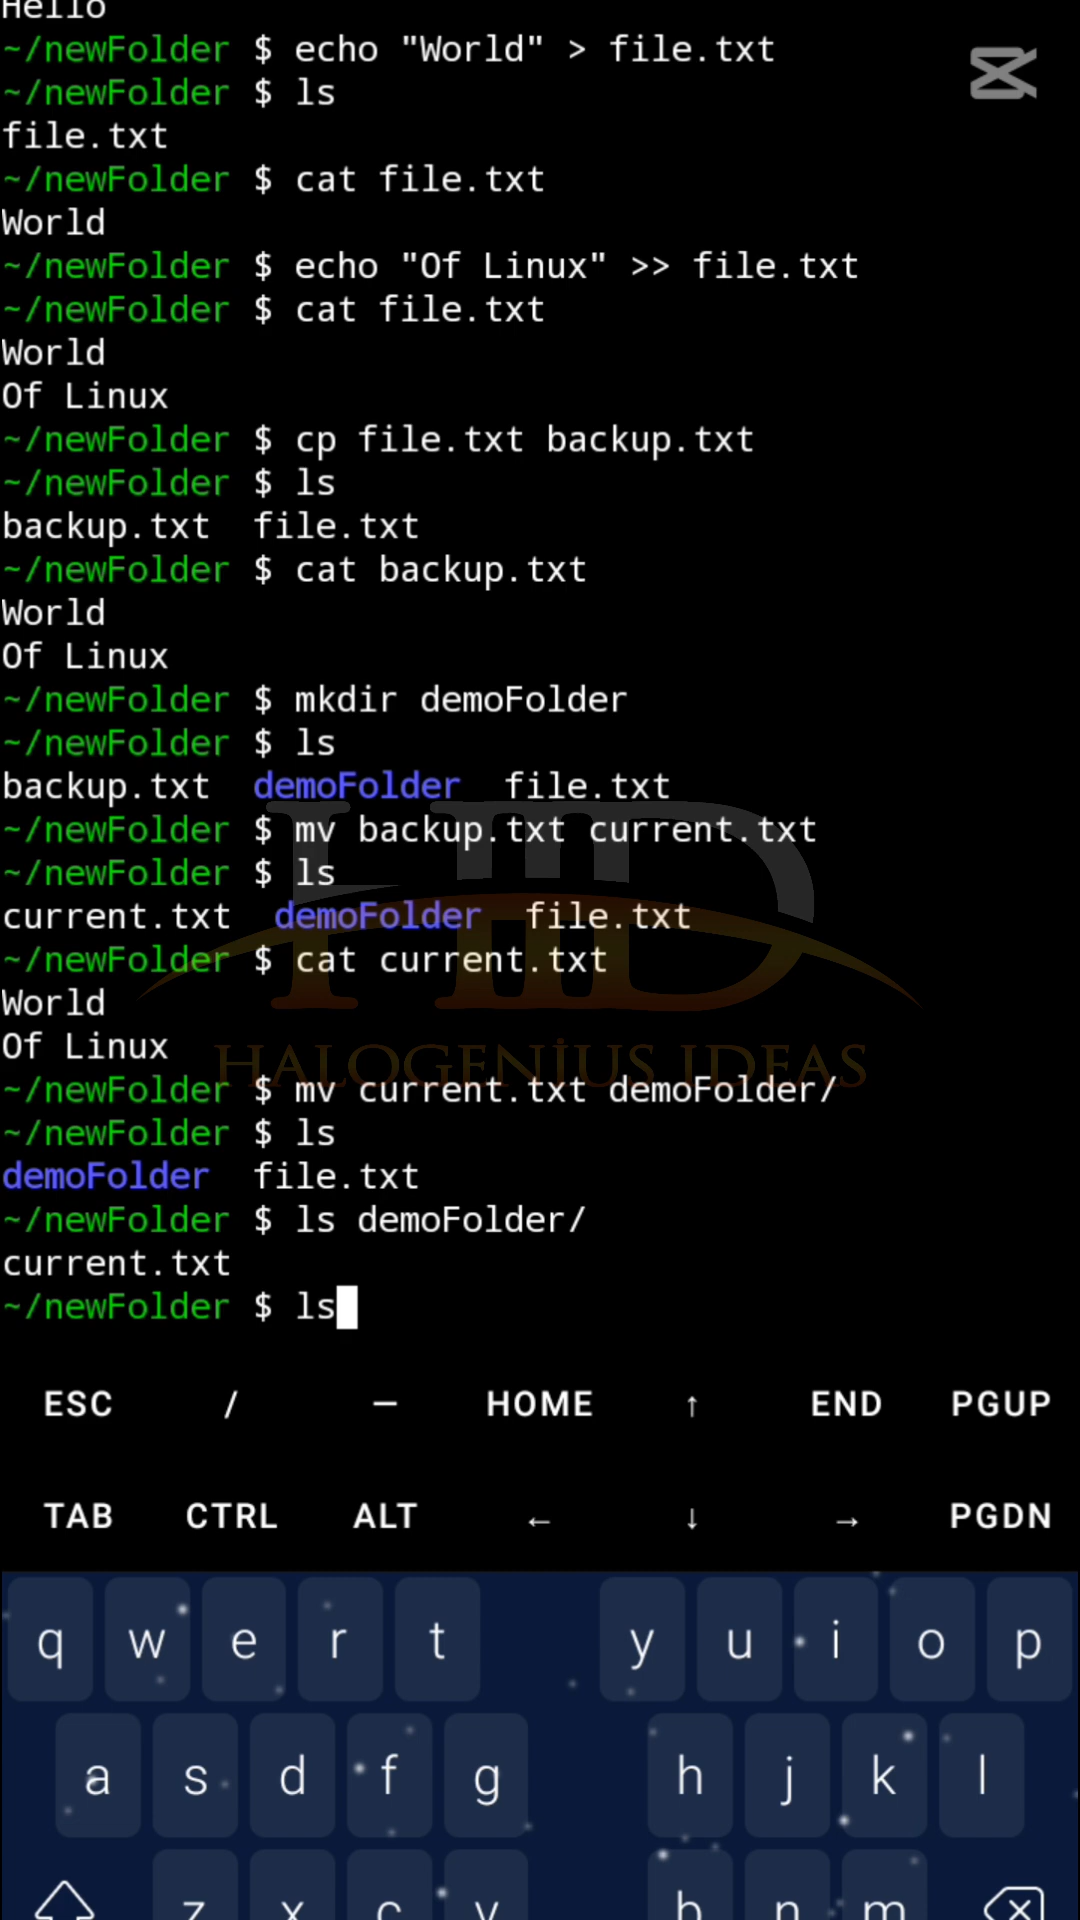 Hello
~/newFolder $ echo "World" > file.txt
~/newFolder $ ls
file.txt
~/newFolder $ cat file.txt
World
~/newFolder $ echo "Of Linux" >> file.txt
~/newFolder $ cat file.txt
World
Of Linux
~/newFolder $ cp file.txt backup.txt
~/newFolder $ ls
backup.txt  file.txt
~/newFolder $ cat backup.txt
World
Of Linux
~/newFolder $ mkdir demoFolder
~/newFolder $ ls
backup.txt  demoFolder  file.txt
~/newFolder $ mv backup.txt current.txt
~/newFolder $ ls
current.txt  demoFolder  file.txt
~/newFolder $ cat current.txt
World
Of Linux
HALOGENİUS IDEAS
~/newFolder $ mv current.txt demoFolder/
~/newFolder $ ls
demoFolder  file.txt
~/newFolder $ ls demoFolder/
current.txt
~/newFolder $ ls
ESC / — HOME ↑ END PGUP
TAB CTRL ALT ← ↓ → PGDN
q w e r t y u i o p
a s d f g h j k l
z x c v b n m